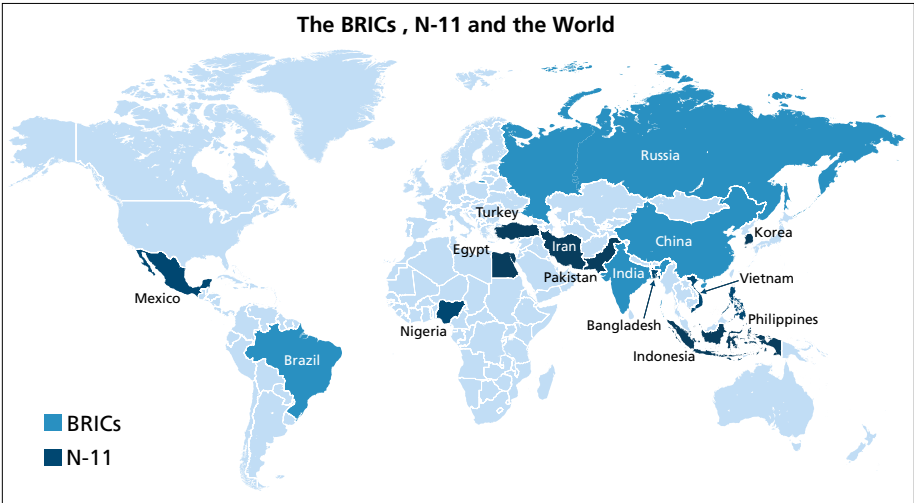 The BRICs , N-11 and the World
Russia
Turkey
Korea
China
Egypt
Iran
Pakistan
India
Vietnam
Mexico
Bangladesh
Philippines
Nigeria
Indonesia
Brazil
BRICs
N-11